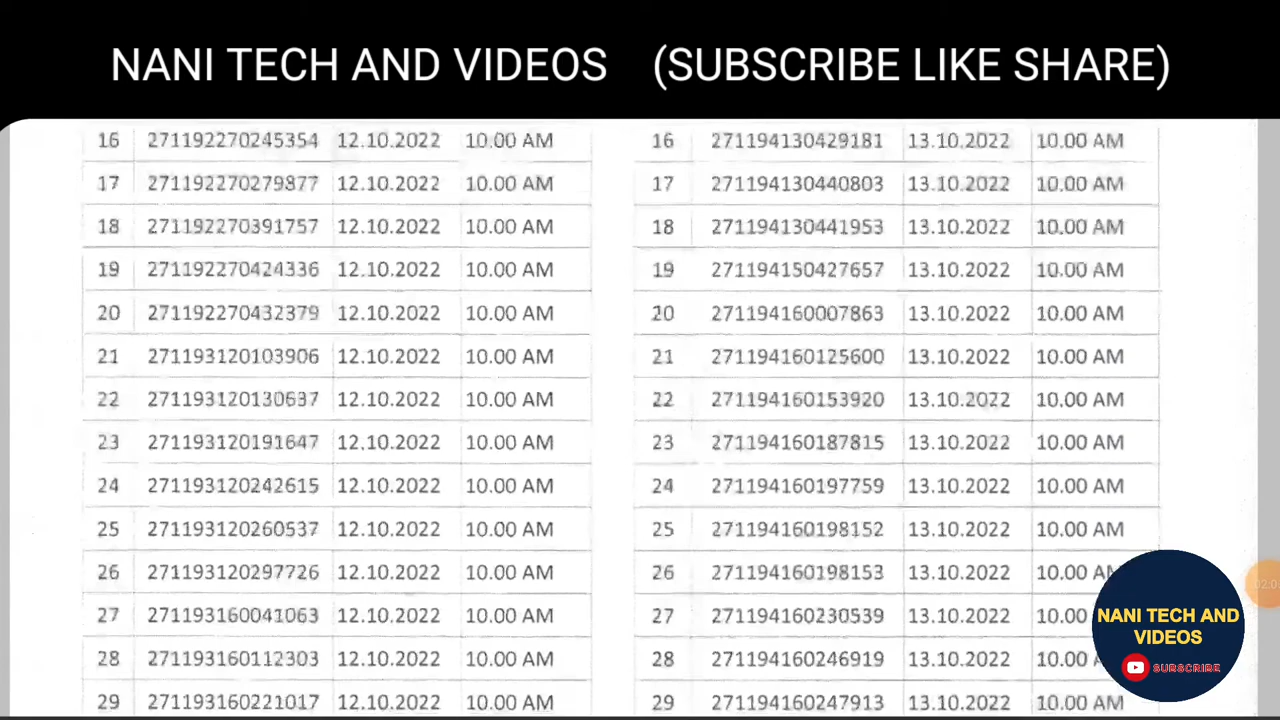 NANI TECH AND VIDEOS (SUBSCRIBE LIKE SHARE)
16 271192270245354 12.10.2022 10.00 AM 16 271194130429181 13.10.2022 10.00 AM
17 271192270279877 12.10.2022 10.00 AM 17 271194130440803 13.10.2022 10.00 AM
18 271192270391757 12.10.2022 10.00 AM 18 271194130441953 13.10.2022 10.00 AM
19 271192270424336 12.10.2022 10.00 AM 19 271194150427657 13.10.2022 10.00 AM
20 271192270432379 12.10.2022 10.00 AM 20 271194160007863 13.10.2022 10.00 AM
21 271193120103906 12.10.2022 10.00 AM 21 271194160125600 13.10.2022 10.00 AM
22 271193120130637 12.10.2022 10.00 AM 22 271194160153920 13.10.2022 10.00 AM
23 271193120191647 12.10.2022 10.00 AM 23 271194160187815 13.10.2022 10.00 AM
24 271193120242615 12.10.2022 10.00 AM 24 271194160197759 13.10.2022 10.00 AM
25 271193120260537 12.10.2022 10.00 AM 25 271194160198152 13.10.2022 10.00 AM
26 271193120297726 12.10.2022 10.00 AM 26 271194160198153 13.10.2022 10.00 AM
27 271193160041063 12.10.2022 10.00 AM 27 271194160230539 13.10.2022 10.00
28 271193160112303 12.10.2022 10.00 AM 28 271194160246919 13.10.2022 10.00
29 271193160221017 12.10.2022 10.00 AM 29 271194160247913 13.10.2022 10.00 AM
NANI TECH AND
VIDEOS
SUBSCRIBE